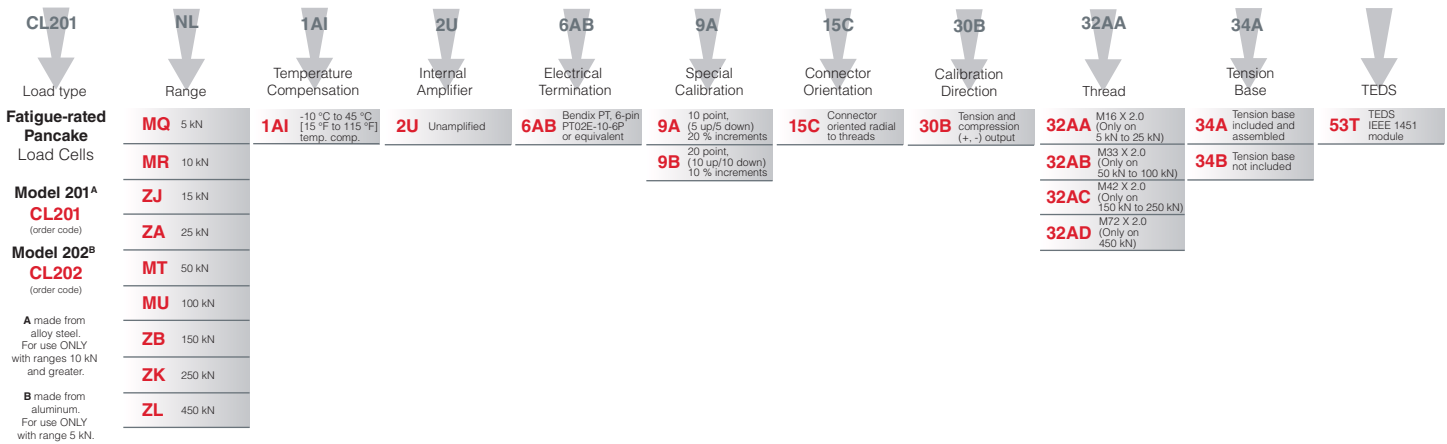 CL201 NL 1AI 2U 6AB 9A 15C 30B 32AA 34A
Load type
Range
Temperature
Compensation
Internal
Amplifier
Electrical
Termination
Special
Calibration
Connector
Orientation
Calibration
Direction
Thread
Tension
Base
TEDS
Fatigue-rated
Pancake
Load Cells
Model 201A
CL201
(order code)
Model 202B
CL202
(order code)
A made from
alloy steel.
For use ONLY
with ranges 10 kN
and greater.
B made from
aluminum.
For use ONLY
with range 5 kN.
MQ 5 kN
MR 10 kN
ZJ 15 kN
ZA 25 kN
MT 50 kN
MU 100 kN
ZB 150 kN
ZK 250 kN
ZL 450 kN
1AI
-10 °C to 45 °C
[15 °F to 115 °F]
temp. comp.
2U Unamplified
6AB
Bendix PT, 6-pin
PT02E-10-6P
or equivalent
9A
10 point,
(5 up/5 down)
20 % increments
9B
20 point,
(10 up/10 down)
10 % increments
15C
Connector
oriented radial
to threads
30B
Tension and
compression
(+, -) output
32AA
M16 X 2.0
(Only on
5 kN to 25 kN)
32AB
M33 X 2.0
(Only on
50 kN to 100 kN)
32AC
M42 X 2.0
(Only on
150 kN to 250 kN)
32AD
M72 X 2.0
(Only on
450 kN)
34A
Tension base
included and
assembled
34B
Tension base
not included
53T
TEDS
IEEE 1451
module